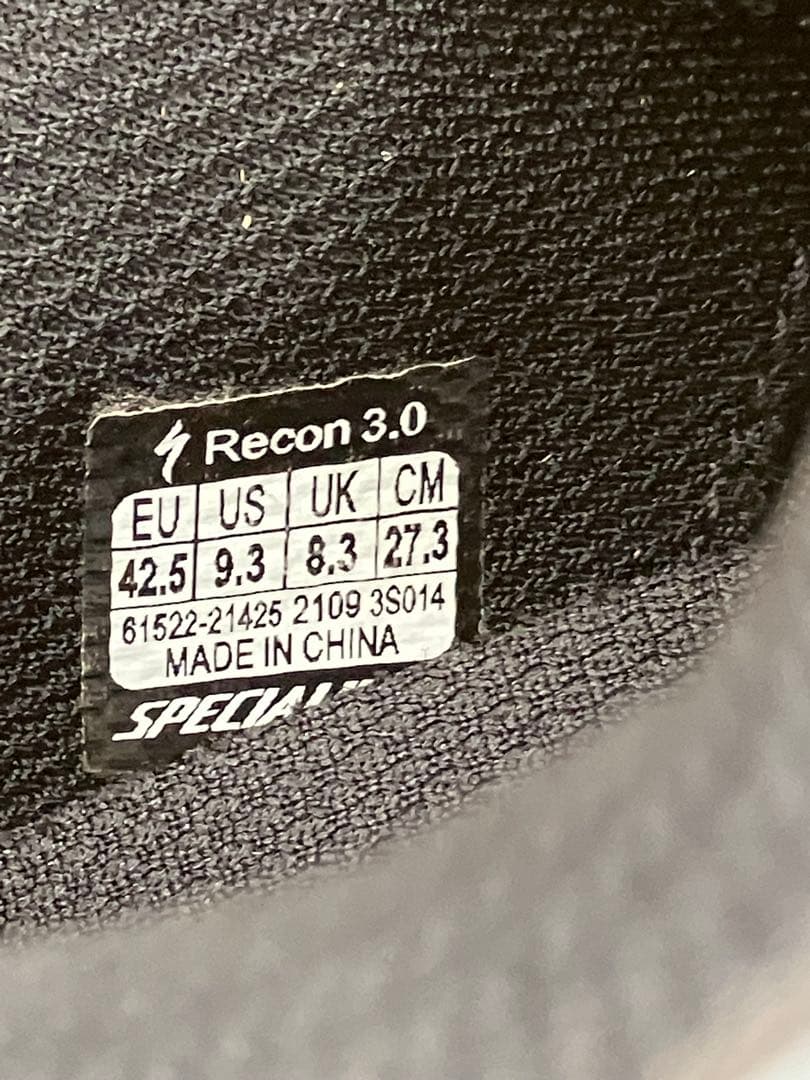 Recon 3.0
EU US UK CM
42.5 9.3 8.3 27.3
61522-21425 2109 3S014
MADE IN CHINA